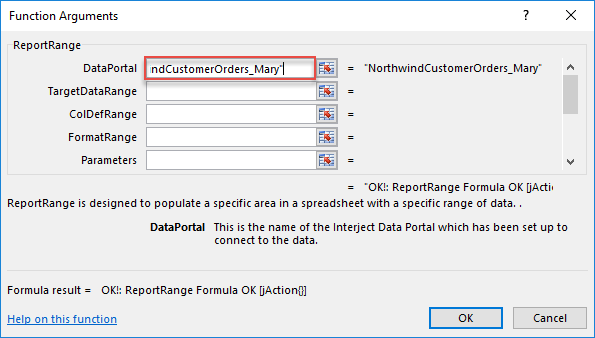 Function Arguments
ReportRange
DataPortal ndCustomerOrders_Mary" = "NorthwindCustomerOrders_Mary"
TargetDataRange =
ColDefRange =
FormatRange =
Parameters =
= "OK!: ReportRange Formula OK [jActio
ReportRange is designed to populate a specific area in a spreadsheet with a specific range of data. .
DataPortal This is the name of the Interject Data Portal which has been set up to
connect to the data.
Formula result = OK!: ReportRange Formula OK [jAction{}]
Help on this function
OK
Cancel